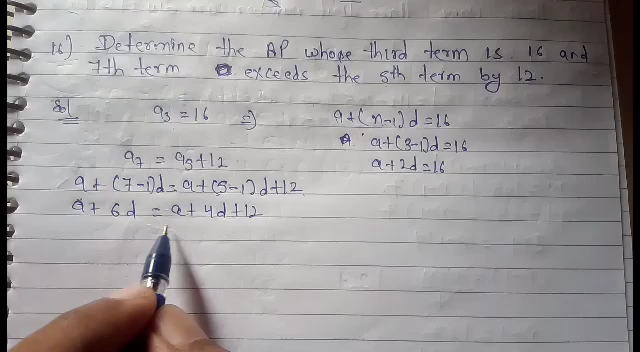 16) Determine the AP whose third term is 16 and
7th term exceeds the 5th term by 12.
Sol
a₃ = 16 ⇒ a+(n-1)d=16
a+(3-1)d=16
a+2d=16
a₇ = a₅+12
a+(7-1)d=a+(5-1)d+12
a+6d = a+4d+12